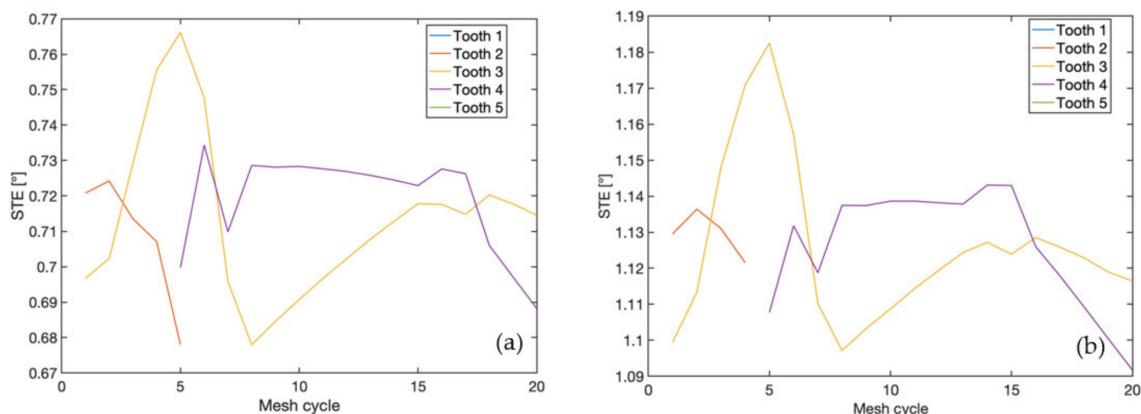 0.77
0.76
0.75
0.74
0.73
0.72
0.71
0.7
0.69
0.68
0.67
STE [°]
0 5 10 15 20
Mesh cycle
Tooth 1
Tooth 2
Tooth 3
Tooth 4
Tooth 5
(a)
1.19
1.18
1.17
1.16
1.15
1.14
1.13
1.12
1.11
1.1
1.09
STE [°]
0 5 10 15 20
Mesh cycle
Tooth 1
Tooth 2
Tooth 3
Tooth 4
Tooth 5
(b)